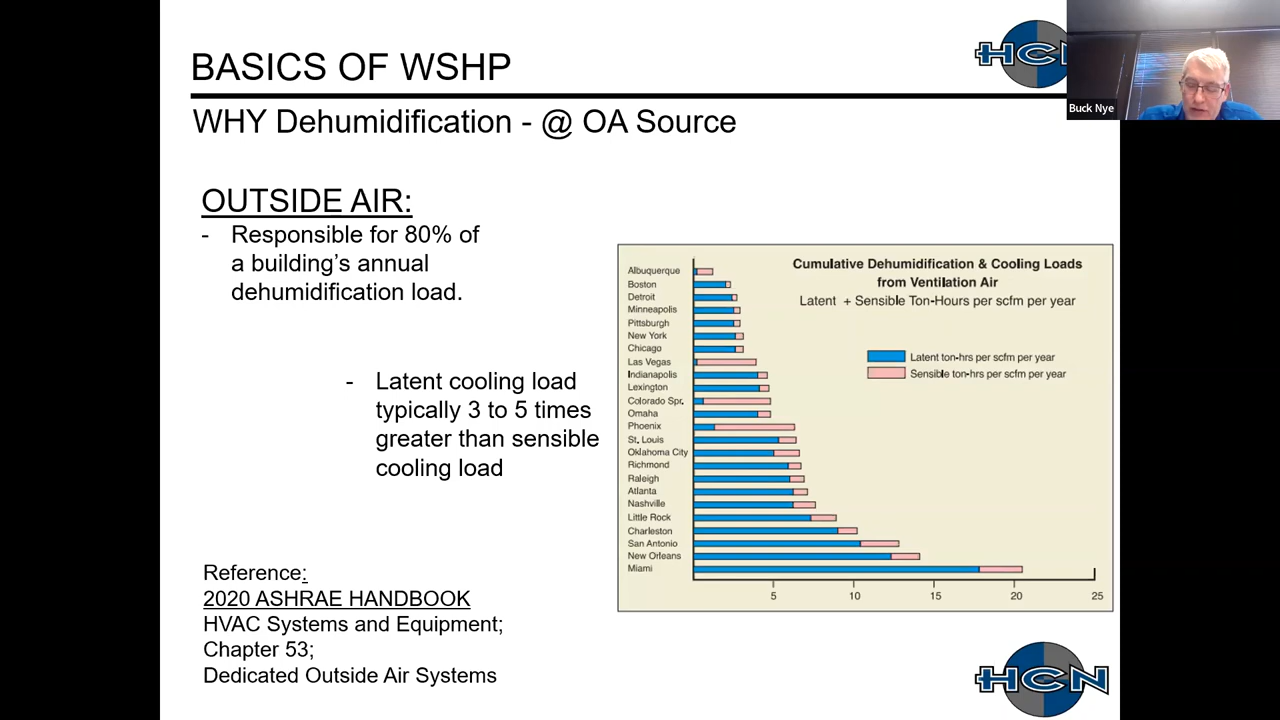 BASICS OF WSHP
HCN
Buck Nye
WHY Dehumidification - @ OA Source
OUTSIDE AIR:
- Responsible for 80% of
a building’s annual
dehumidification load.
- Latent cooling load
typically 3 to 5 times
greater than sensible
cooling load
Reference:
2020 ASHRAE HANDBOOK
HVAC Systems and Equipment;
Chapter 53;
Dedicated Outside Air Systems
Cumulative Dehumidification & Cooling Loads
from Ventilation Air
Latent + Sensible Ton-Hours per scfm per year
Latent ton-hrs per scfm per year
Sensible ton-hrs per scfm per year
Albuquerque
Boston
Detroit
Minneapolis
Pittsburgh
New York
Chicago
Las Vegas
Indianapolis
Lexington
Colorado Spr.
Omaha
Phoenix
St. Louis
Oklahoma City
Richmond
Raleigh
Atlanta
Nashville
Little Rock
Charleston
San Antonio
New Orleans
Miami
5 10 15 20 25
HCN